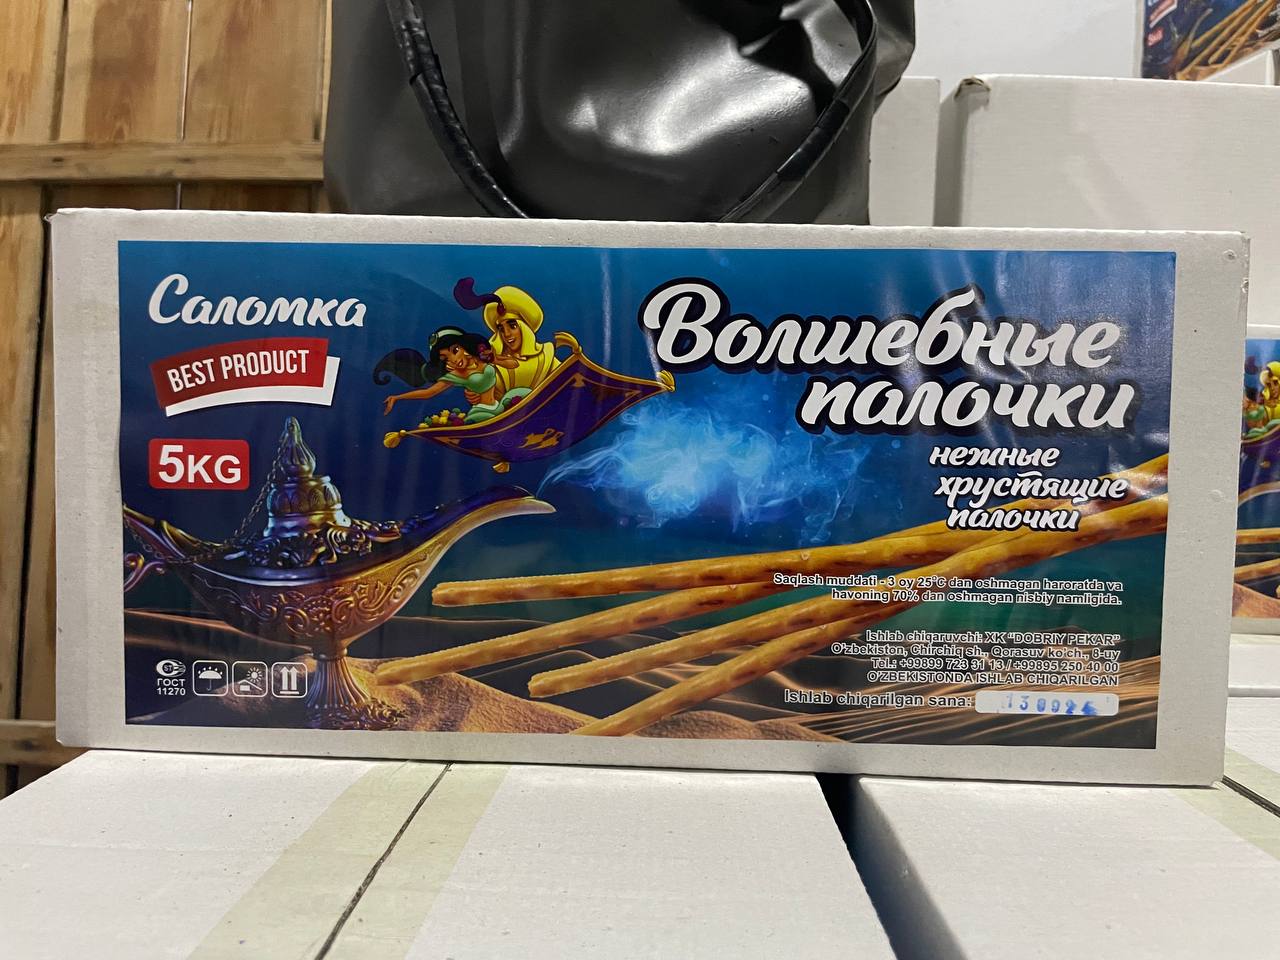 Саломка
BEST PRODUCT
5KG
Волшебные
палочки
нежные
хрустящие
палочки
Saqlash muddati - 3 oy 25°C dan oshmagan haroratda va
havoning 70% dan oshmagan nisbiy namligida.
Ishlab chiqaruvchi: XK "DOBRIY PEKAR"
O'zbekiston, Chirchiq sh., Qorasuv ko'ch., 8-uy
Tel.: +99899 723 31 13 / +99895 250 40 00
O'ZBEKISTONDA ISHLAB CHIQARILGAN
Ishlab chiqarilgan sana: 130924
ГОСТ
11270